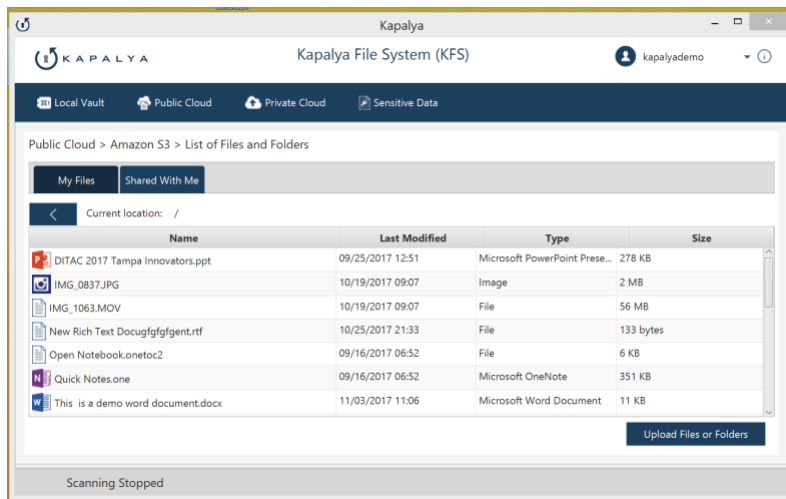 Kapalya
KAPALYA
Kapalya File System (KFS)
kapalyademo
Local Vault
Public Cloud
Private Cloud
Sensitive Data
Public Cloud > Amazon S3 > List of Files and Folders
My Files
Shared With Me
Current location: /
Name Last Modified Type Size
DITAC 2017 Tampa Innovators.ppt 09/25/2017 12:51 Microsoft PowerPoint Prese... 278 KB
IMG_0837.JPG 10/19/2017 09:07 Image 2 MB
IMG_1063.MOV 10/19/2017 09:07 File 56 MB
New Rich Text Docugfgfgfgent.rtf 10/25/2017 21:33 File 133 bytes
Open Notebook.onetoc2 09/16/2017 06:52 File 6 KB
Quick Notes.one 09/16/2017 06:52 Microsoft OneNote 351 KB
This is a demo word document.docx 11/03/2017 11:06 Microsoft Word Document 11 KB
Upload Files or Folders
Scanning Stopped